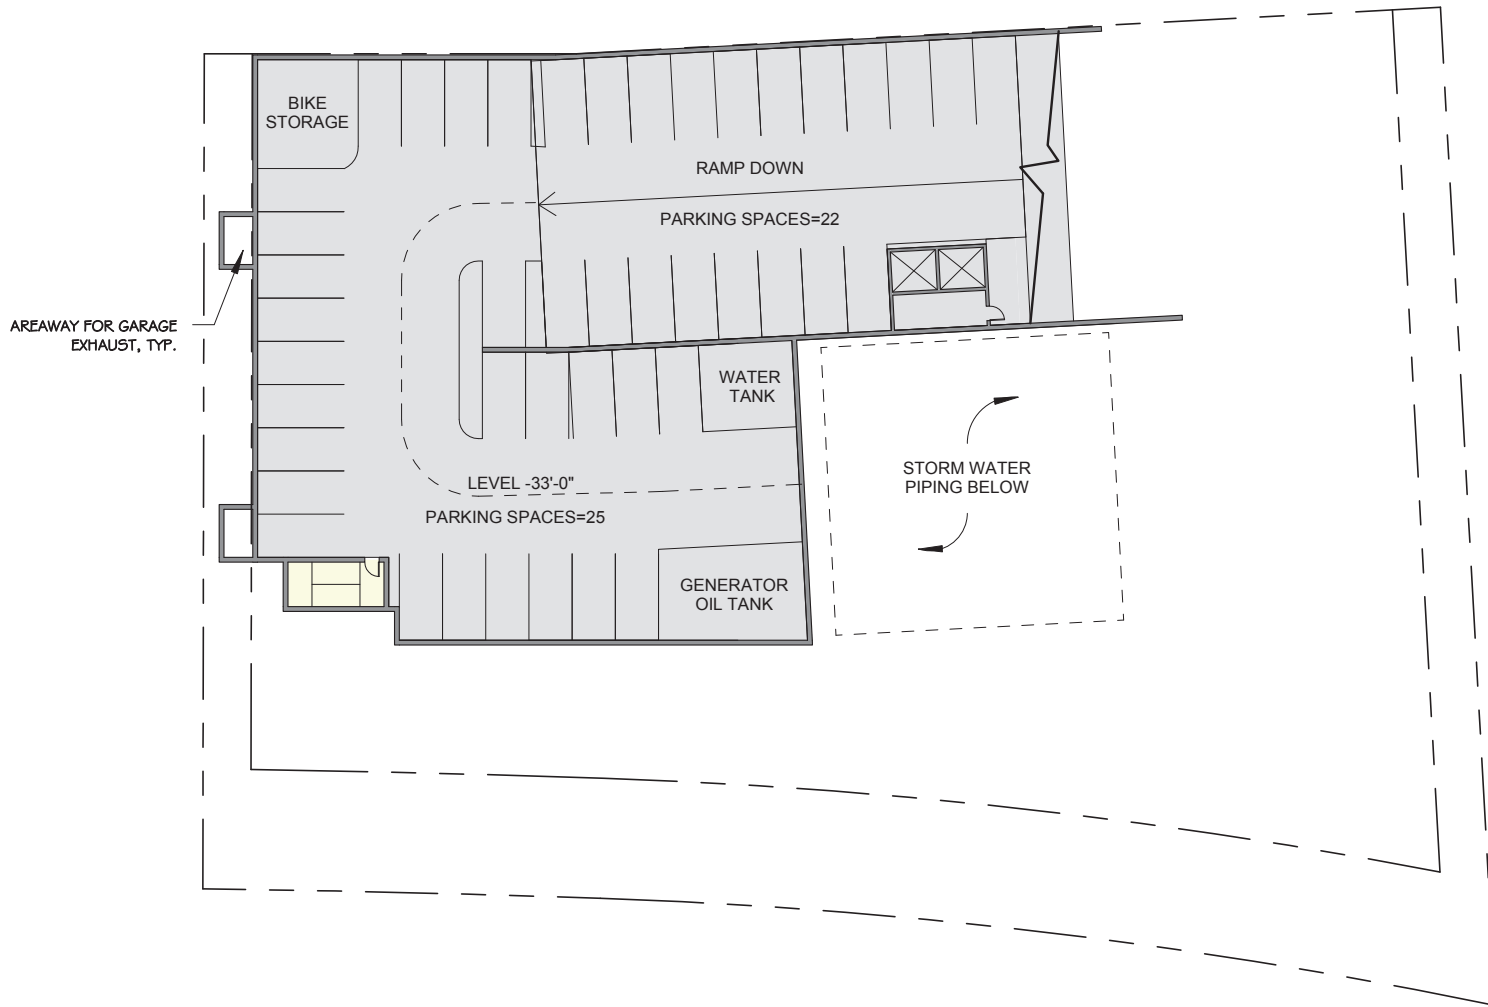 BIKE
STORAGE
RAMP DOWN
PARKING SPACES=22
AREAWAY FOR GARAGE
EXHAUST, TYP.
WATER
TANK
LEVEL -33'-0"
PARKING SPACES=25
STORM WATER
PIPING BELOW
GENERATOR
OIL TANK